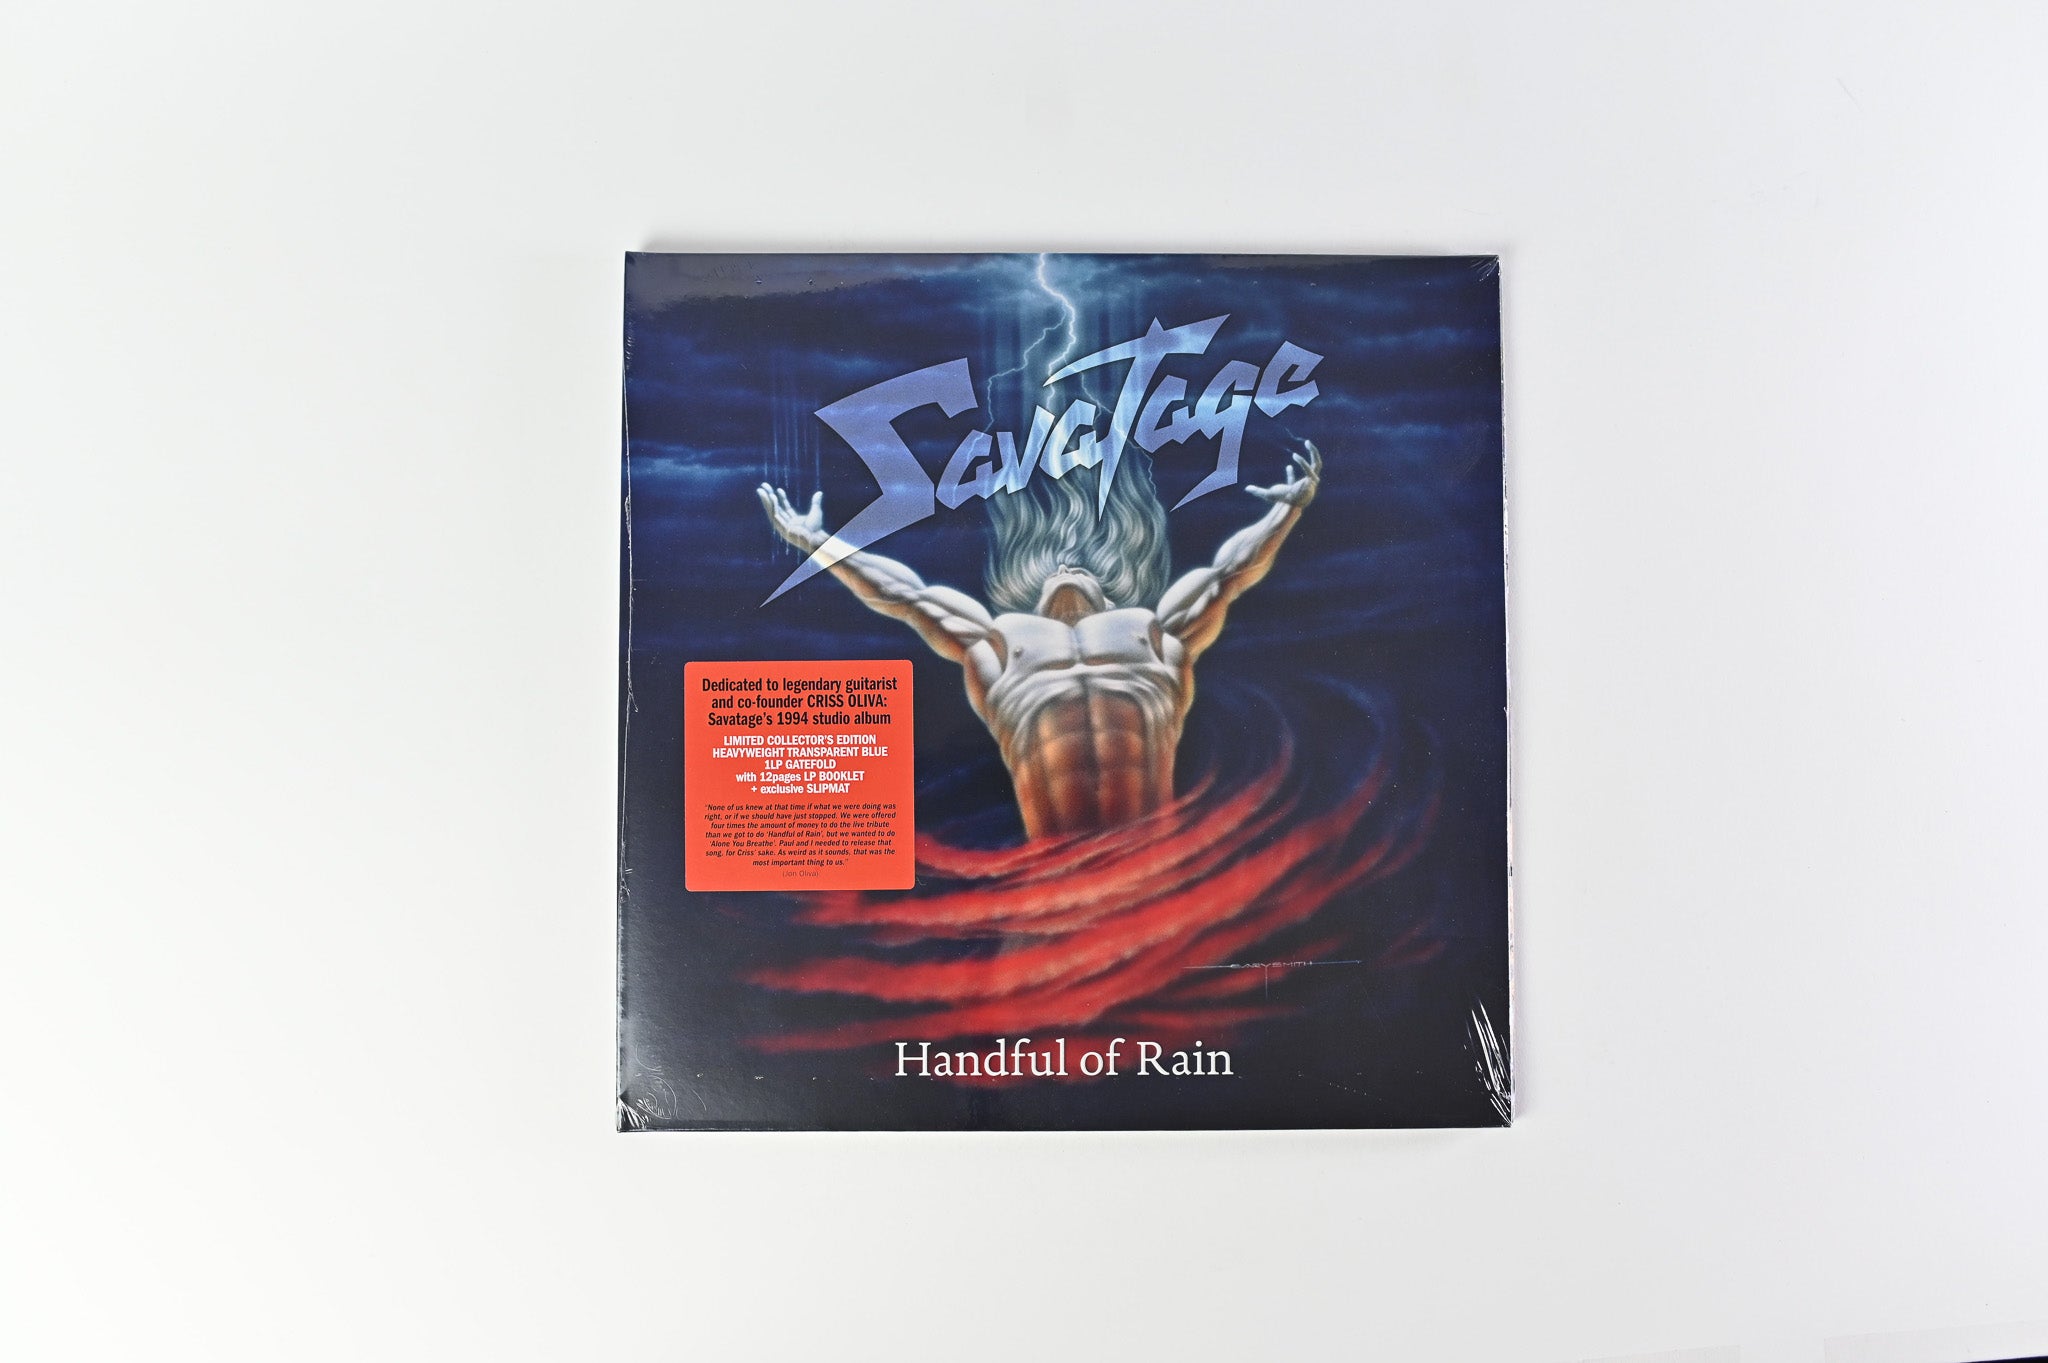 Savatage
Dedicated to legendary guitarist
and co-founder CRISS OLIVA:
Savatage's 1994 studio album
LIMITED COLLECTOR'S EDITION
HEAVYWEIGHT TRANSPARENT BLUE
1LP GATEFOLD
with 12pages LP BOOKLET
+ exclusive SLIPMAT
"None of us knew at that time if what we were doing was
right, or if we should have just stopped. We were offered
four times the amount of money to do the live tribute
than we got to do 'Handful of Rain', but we wanted to do
'Alone You Breathe'. Paul and I needed to release that
song, for Criss' sake. As weird as it sounds, that was the
most important thing to us."
(Jon Oliva)
GARY SMITH
Handful of Rain